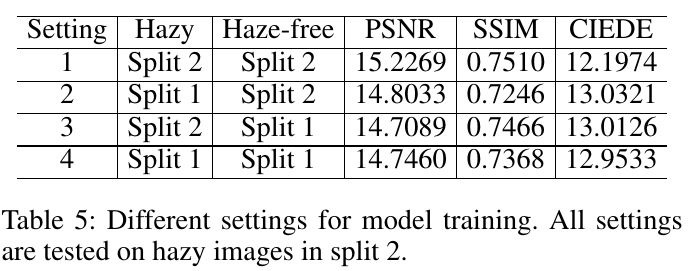 Setting Hazy Haze-free PSNR SSIM CIEDE
1 Split 2 Split 2 15.2269 0.7510 12.1974
2 Split 1 Split 2 14.8033 0.7246 13.0321
3 Split 2 Split 1 14.7089 0.7466 13.0126
4 Split 1 Split 1 14.7460 0.7368 12.9533
Table 5: Different settings for model training. All settings
are tested on hazy images in split 2.